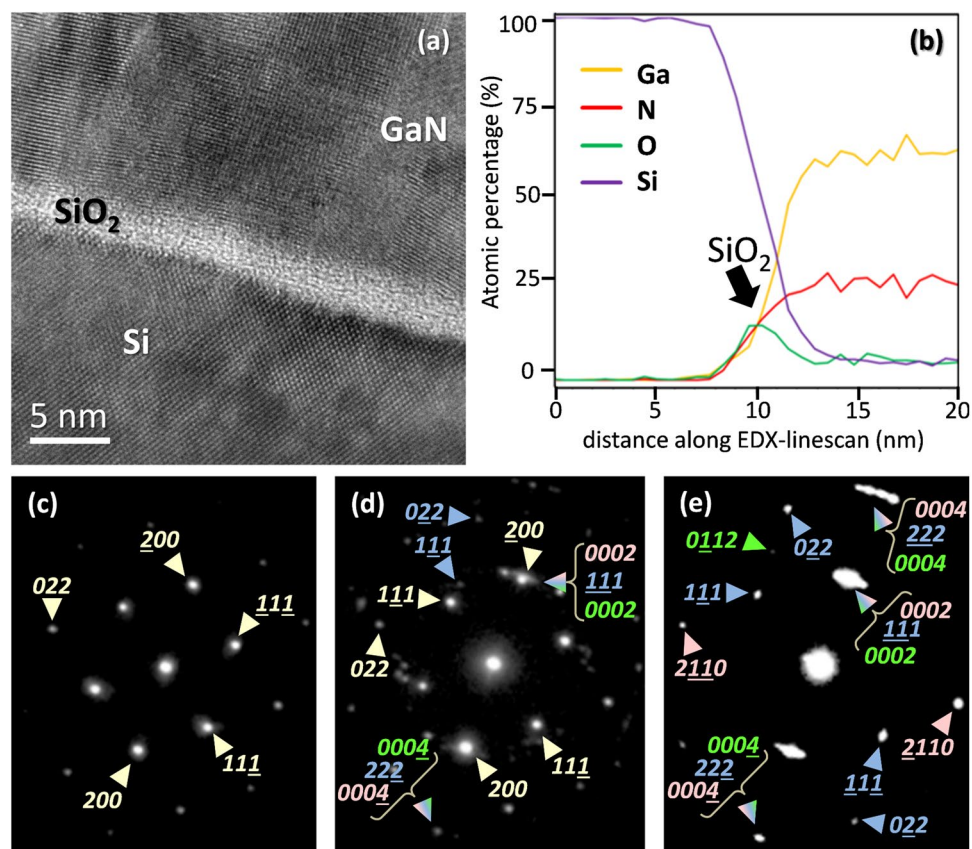 (a)
GaN
SiO2
Si
5 nm
(b)
Atomic percentage (%)
100
75
50
25
0
Ga
N
O
Si
SiO2
0 5 10 15 20
distance along EDX-linescan (nm)
(c)
200
022
111
111
200
(d)
022
111
200
0002
111
0002
111
022
0004
222
0004
200
111
(e)
0004
222
0004
0112
022
111
0002
111
0002
2110
2110
0004
222
0004
111
022